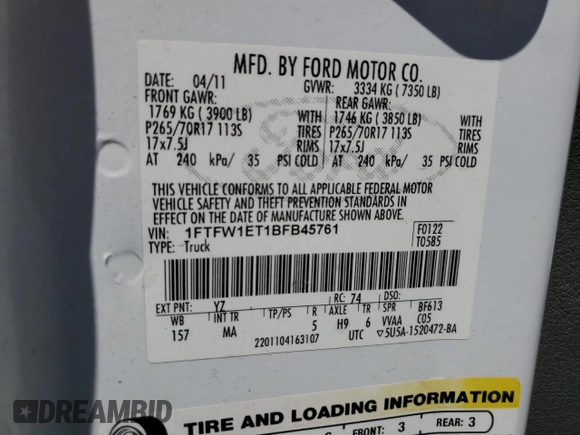 MFD. BY FORD MOTOR CO.
DATE: 04/11 GVWR: 3334 KG ( 7350 LB)
FRONT GAWR: REAR GAWR:
1769 KG ( 3900 LB) WITH 1746 KG ( 3850 LB) WITH
P265/70R17 113S TIRES P265/70R17 113S TIRES
17x7.5J RIMS 17x7.5J RIMS
AT 240 kPa/ 35 PSI COLD AT 240 kPa/ 35 PSI COLD
THIS VEHICLE CONFORMS TO ALL APPLICABLE FEDERAL MOTOR
VEHICLE SAFETY AND THEFT PREVENTION STANDARDS IN
EFFECT ON THE DATE OF MANUFACTURE SHOWN ABOVE.
VIN: 1FTFW1ET1BFB45761 F0122
TYPE: Truck T0585
EXT PNT: YZ RC: 74 DSO:
WB INT TR TP/PS R AXLE TR SPR BF613
157 MA 5 H9 6 VVAA C05
2201104163107 UTC 5U5A-1520472-BA
TIRE AND LOADING INFORMATION
FRONT: 3 REAR: 3
DREAMBID